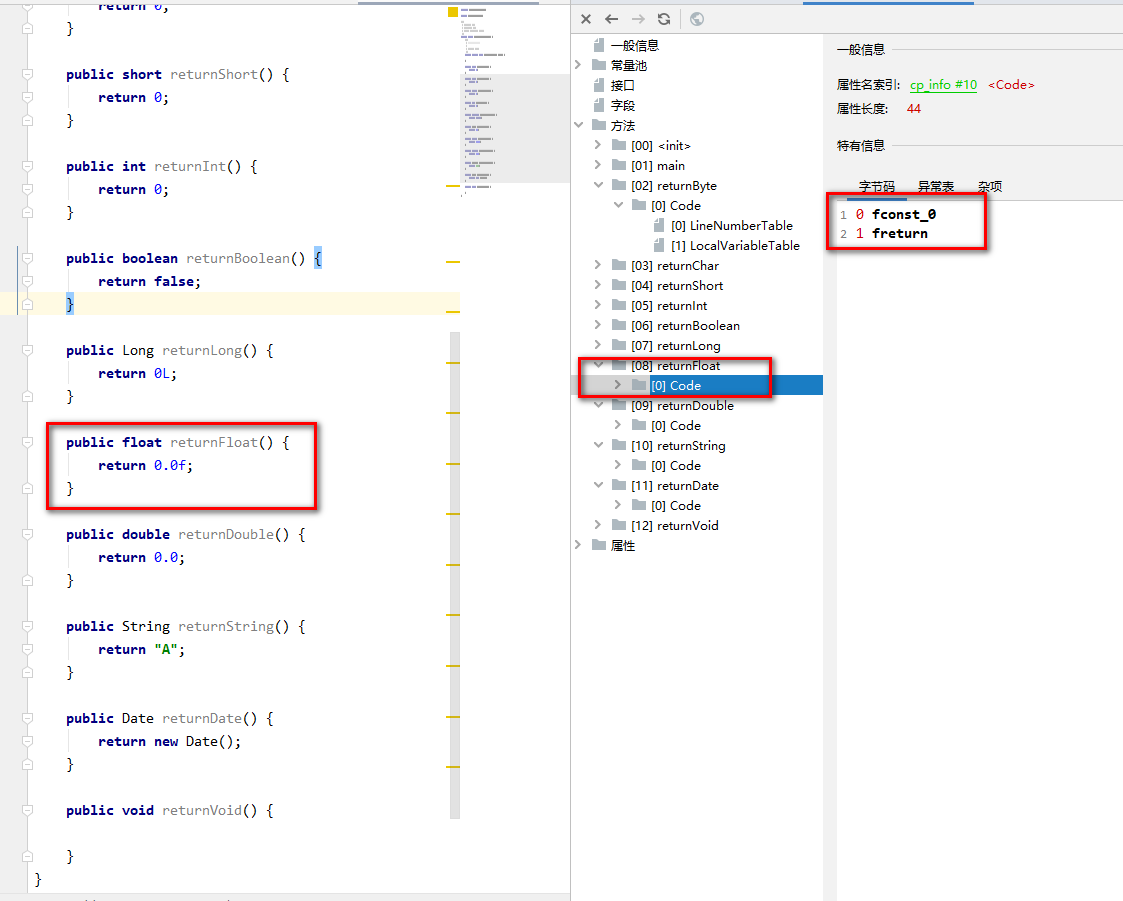 return 0;
}
public short returnShort() {
return 0;
}
public int returnInt() {
return 0;
}
public boolean returnBoolean() {
return false;
}
public Long returnLong() {
return 0L;
}
public float returnFloat() {
return 0.0f;
}
public double returnDouble() {
return 0.0;
}
public String returnString() {
return "A";
}
public Date returnDate() {
return new Date();
}
public void returnVoid() {
}
}
一般信息
常量池
接口
字段
方法
[00] <init>
[01] main
[02] returnByte
[0] Code
[0] LineNumberTable
[1] LocalVariableTable
[03] returnChar
[04] returnShort
[05] returnInt
[06] returnBoolean
[07] returnLong
[08] returnFloat
[0] Code
[09] returnDouble
[0] Code
[10] returnString
[0] Code
[11] returnDate
[0] Code
[12] returnVoid
属性
一般信息
属性名索引: cp_info #10 <Code>
属性长度: 44
特有信息
字节码 异常表 杂项
1 0 fconst_0
2 1 freturn